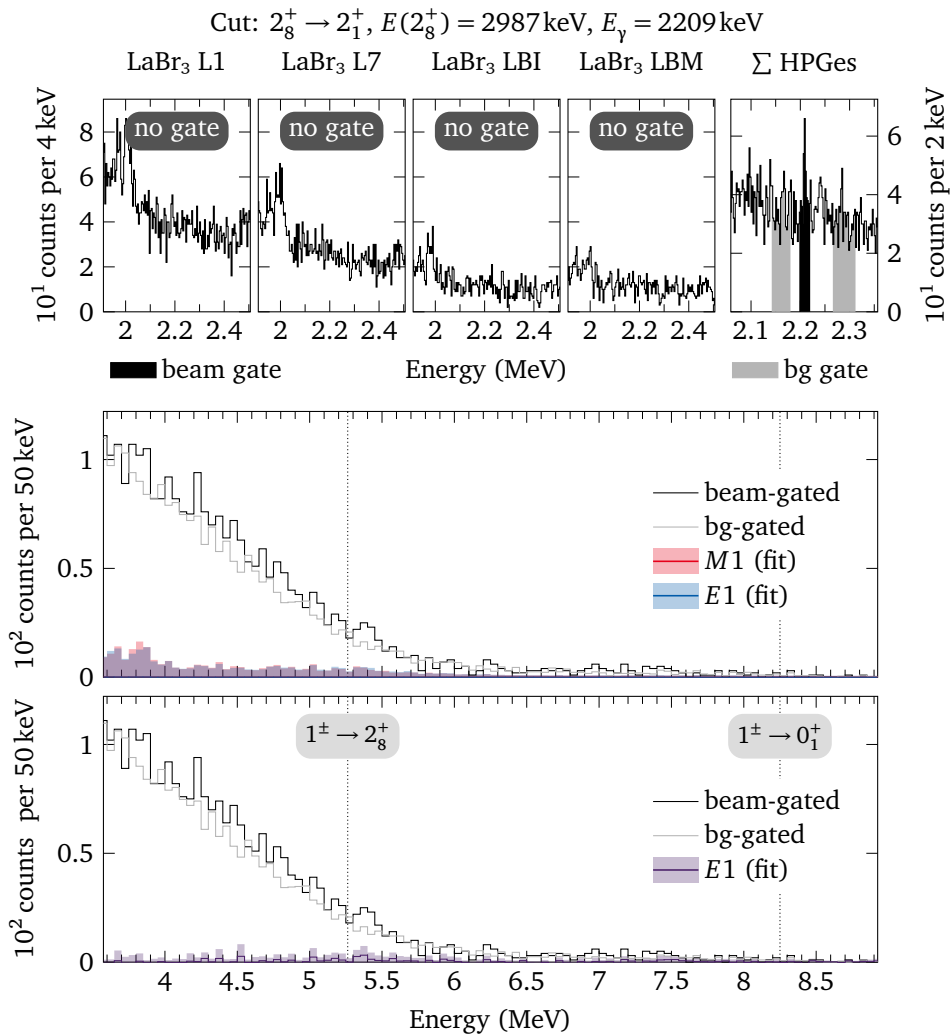 Cut: 2₈⁺ → 2₁⁺, E(2₈⁺) = 2987 keV, Eᵧ = 2209 keV
LaBr₃ L1 LaBr₃ L7 LaBr₃ LBI LaBr₃ LBM ∑ HPGes
no gate no gate no gate no gate
10¹ counts per 4 keV
0 2 4 6 8
10¹ counts per 2 keV
0 2 4 6
2 2.2 2.4 2 2.2 2.4 2 2.2 2.4 2 2.2 2.4 2.1 2.2 2.3
beam gate Energy (MeV) bg gate
10² counts per 50 keV
0 0.5 1
beam-gated
bg-gated
M1 (fit)
E1 (fit)
10² counts per 50 keV
0 0.5 1
1± → 2₈⁺ 1± → 0₁⁺
beam-gated
bg-gated
E1 (fit)
4 4.5 5 5.5 6 6.5 7 7.5 8 8.5
Energy (MeV)